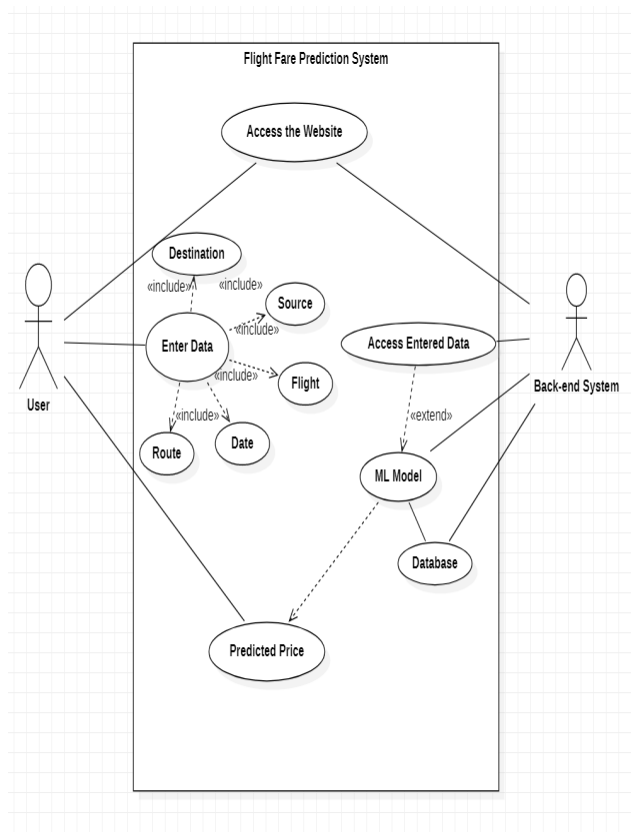 Flight Fare Prediction System
Access the Website
Destination
«include»
«include»
Source
«include»
Enter Data
Access Entered Data
Back-end System
User
«include»
Flight
«include»
«extend»
Date
Route
ML Model
Database
Predicted Price